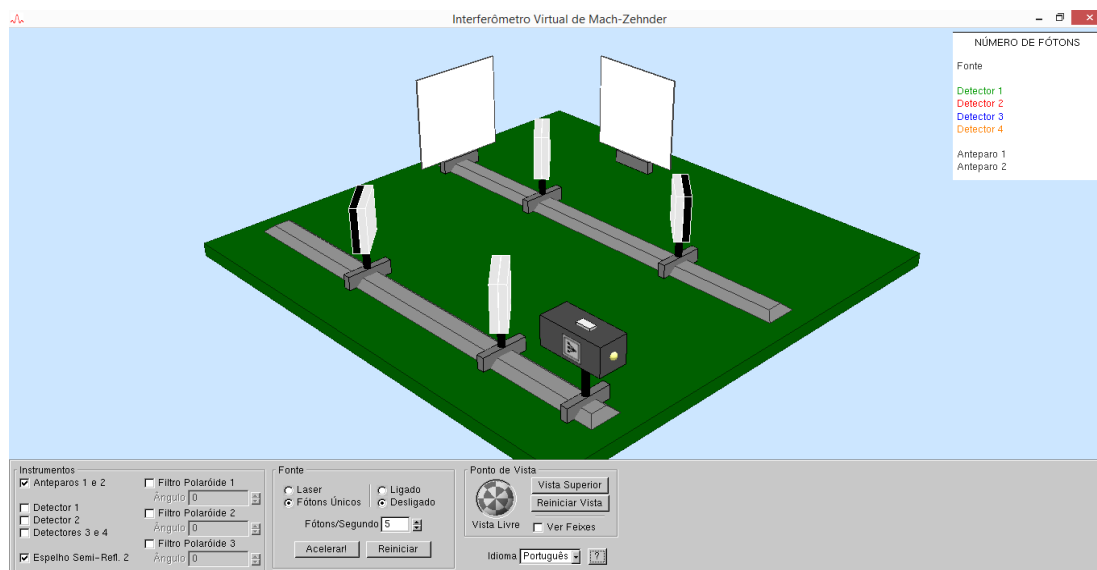 Interferômetro Virtual de Mach-Zehnder
NÚMERO DE FÓTONS
Fonte
Detector 1
Detector 2
Detector 3
Detector 4
Anteparo 1
Anteparo 2
Instrumentos
Anteparos 1 e 2
Detector 1
Detector 2
Detectores 3 e 4
Espelho Semi-Refl. 2
Filtro Polaróide 1
Ângulo 0
Filtro Polaróide 2
Ângulo 0
Filtro Polaróide 3
Ângulo 0
Fonte
Laser
Ligado
Fótons Únicos
Desligado
Fótons/Segundo 5
Acelerar!
Reiniciar
Ponto de Vista
Vista Superior
Reiniciar Vista
Vista Livre
Ver Feixes
Idioma Português ?